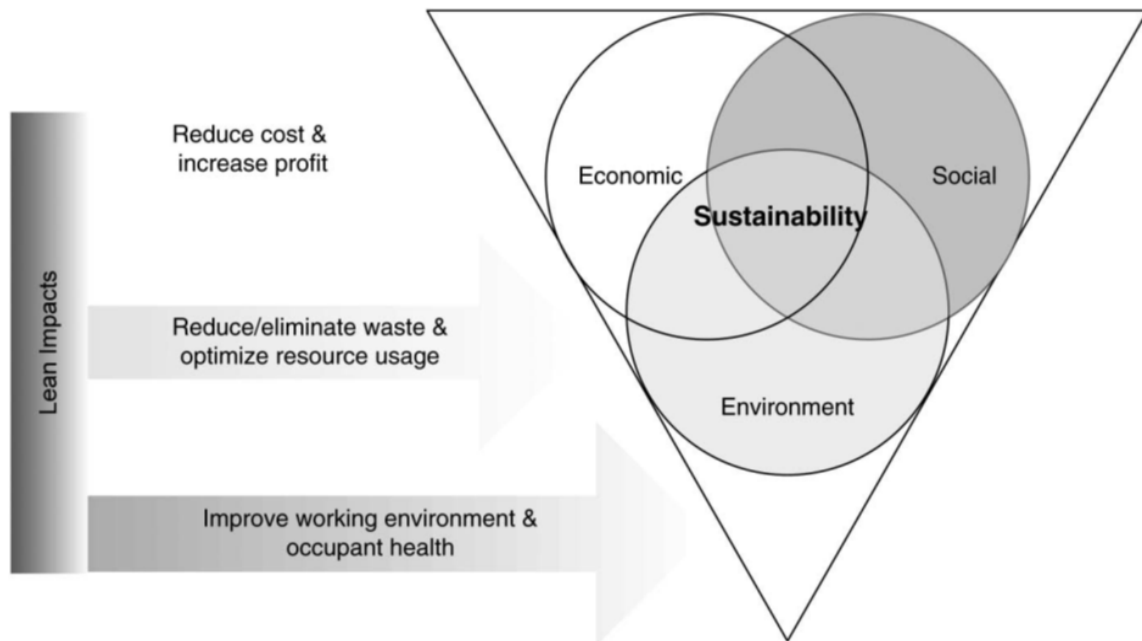 Lean Impacts
Reduce cost &
increase profit
Reduce/eliminate waste &
optimize resource usage
Improve working environment &
occupant health
Economic
Social
Sustainability
Environment